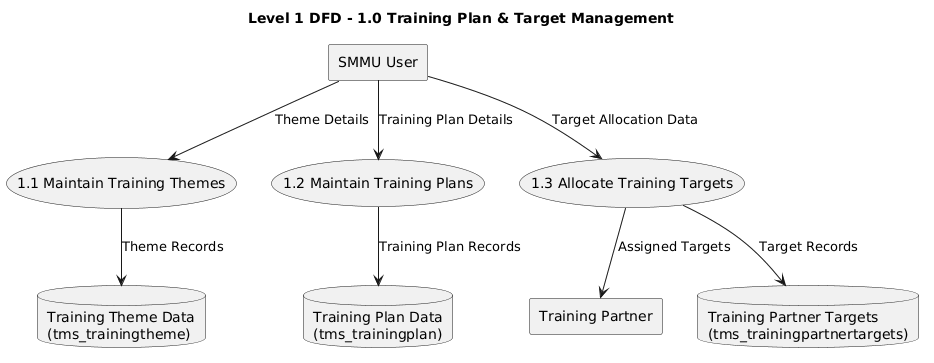 Level 1 DFD - 1.0 Training Plan & Target Management
SMMU User
Theme Details
Training Plan Details
Target Allocation Data
1.1 Maintain Training Themes
1.2 Maintain Training Plans
1.3 Allocate Training Targets
Theme Records
Training Plan Records
Assigned Targets
Target Records
Training Theme Data
(tms_trainingtheme)
Training Plan Data
(tms_trainingplan)
Training Partner
Training Partner Targets
(tms_trainingpartnertargets)